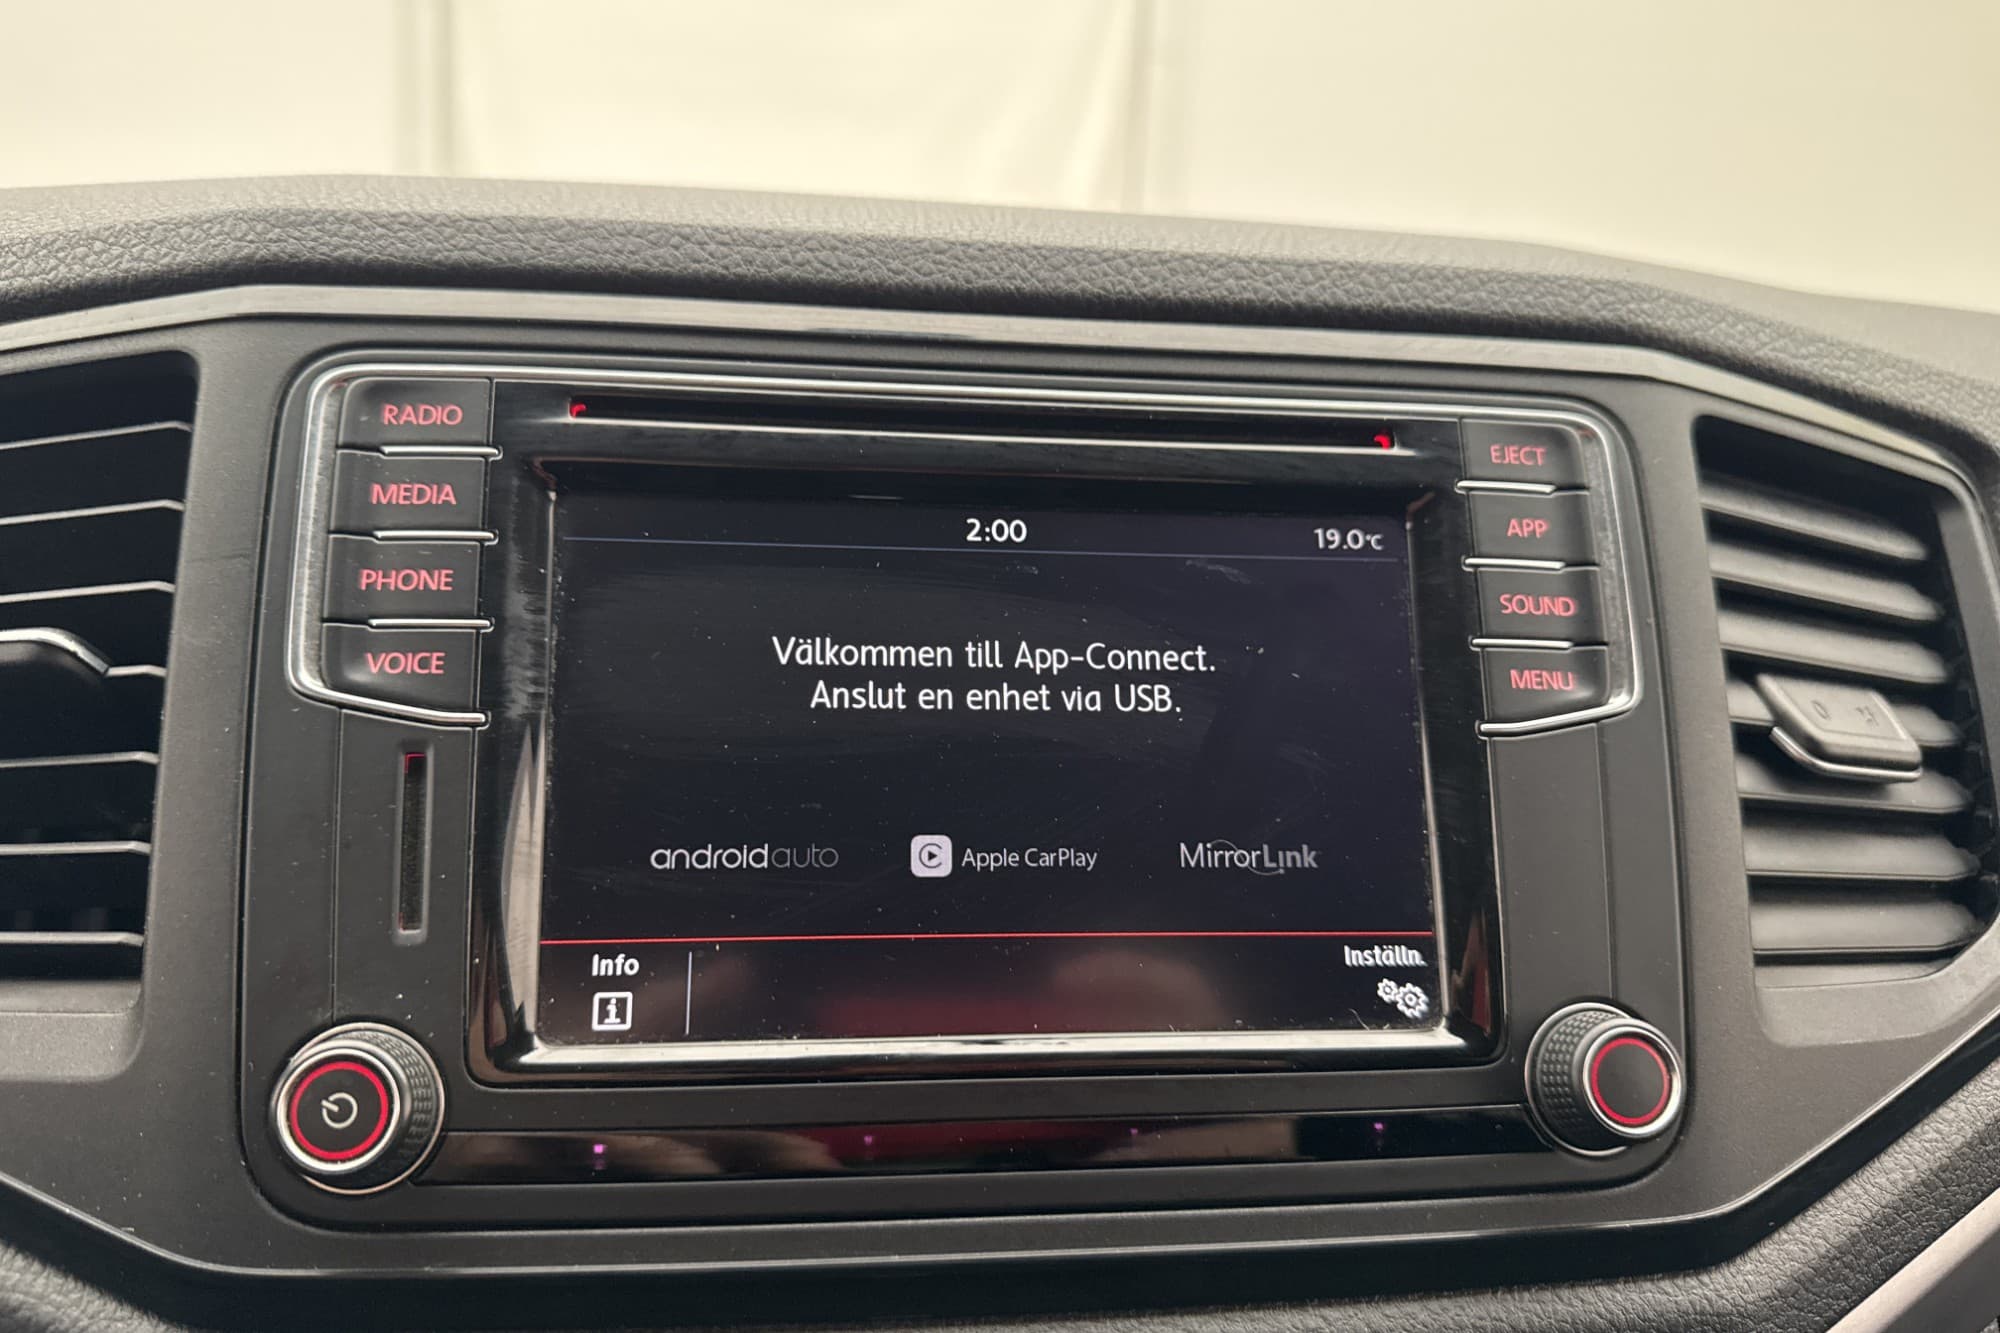 RADIO
MEDIA
PHONE
VOICE
EJECT
APP
SOUND
MENU
2:00
19.0°C
Välkommen till App-Connect.
Anslut en enhet via USB.
androidauto
Apple CarPlay
MirrorLink
Info
Inställn.